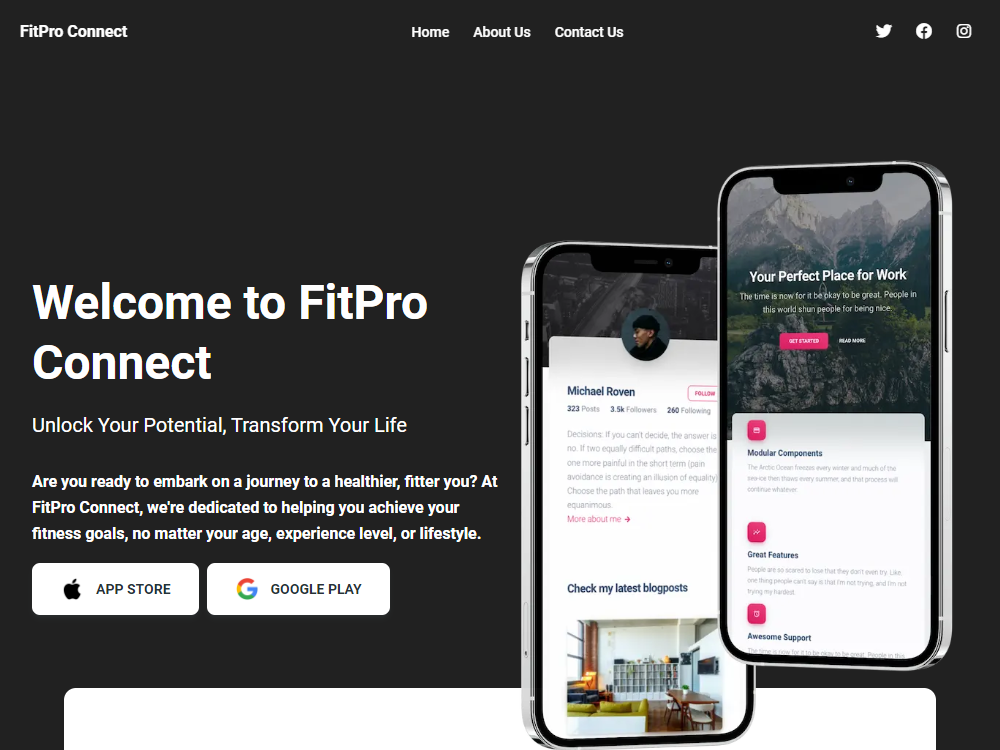 FitPro Connect
Home About Us Contact Us
Welcome to FitPro
Connect
Unlock Your Potential, Transform Your Life
Are you ready to embark on a journey to a healthier, fitter you? At
FitPro Connect, we're dedicated to helping you achieve your
fitness goals, no matter your age, experience level, or lifestyle.
APP STORE GOOGLE PLAY
Michael Roven
FOLLOW
323 Posts 3.5k Followers 260 Following
Decisions: If you can't decide, the answer is
no. If two equally difficult paths, choose the
one more painful in the short term (pain
avoidance is creating an illusion of equality)
Choose the path that leaves you more
equanimous.
More about me
Check my latest blogposts
Your Perfect Place for Work
The time is now for it be okay to be great. People in
this world shun people for being nice.
GET STARTED READ MORE
Modular Components
The Arctic Ocean freezes every winter and much of the
sea-ice then thaws every summer, and that process will
continue whatever.
Great Features
People are so scared to lose that they don't even try. Like,
one thing people can't say is that I'm not trying, and I'm not
trying my hardest.
Awesome Support
The time is now for it to be okay to be great. People in this